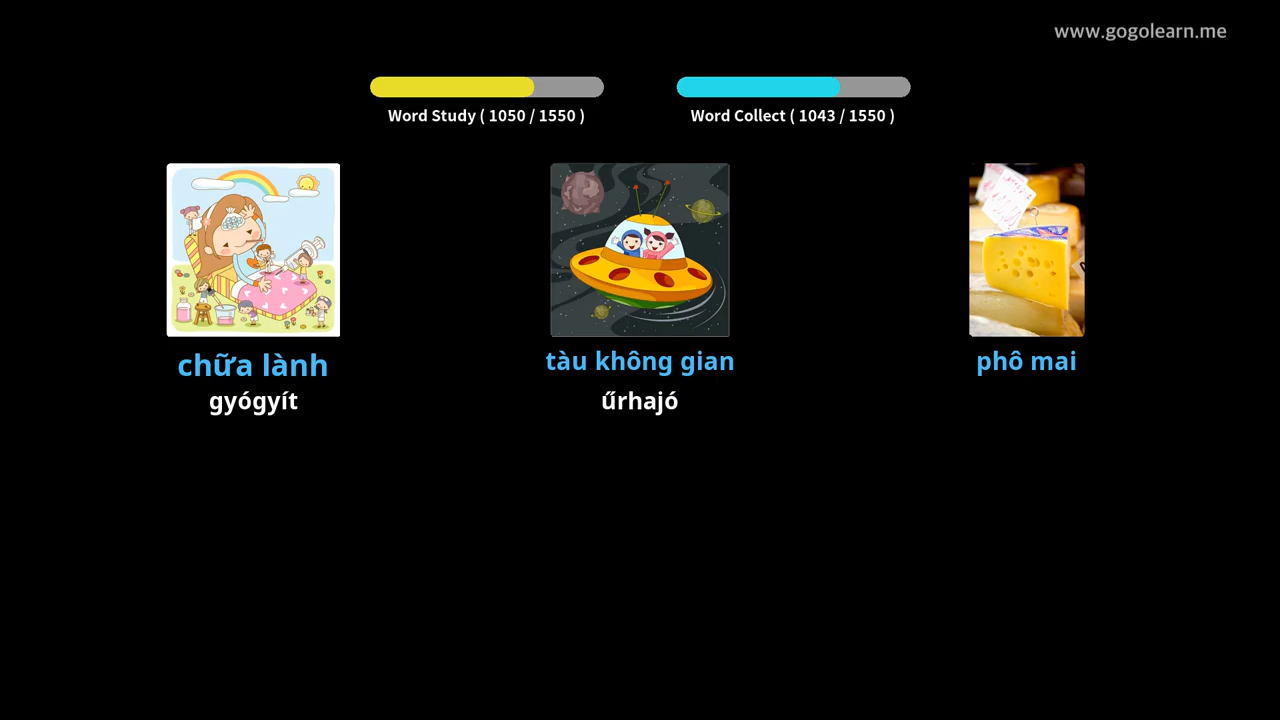 www.gogolearn.me
Word Study ( 1050 / 1550 )
Word Collect ( 1043 / 1550 )
chữa lành
gyógyít
tàu không gian
űrhajó
phô mai